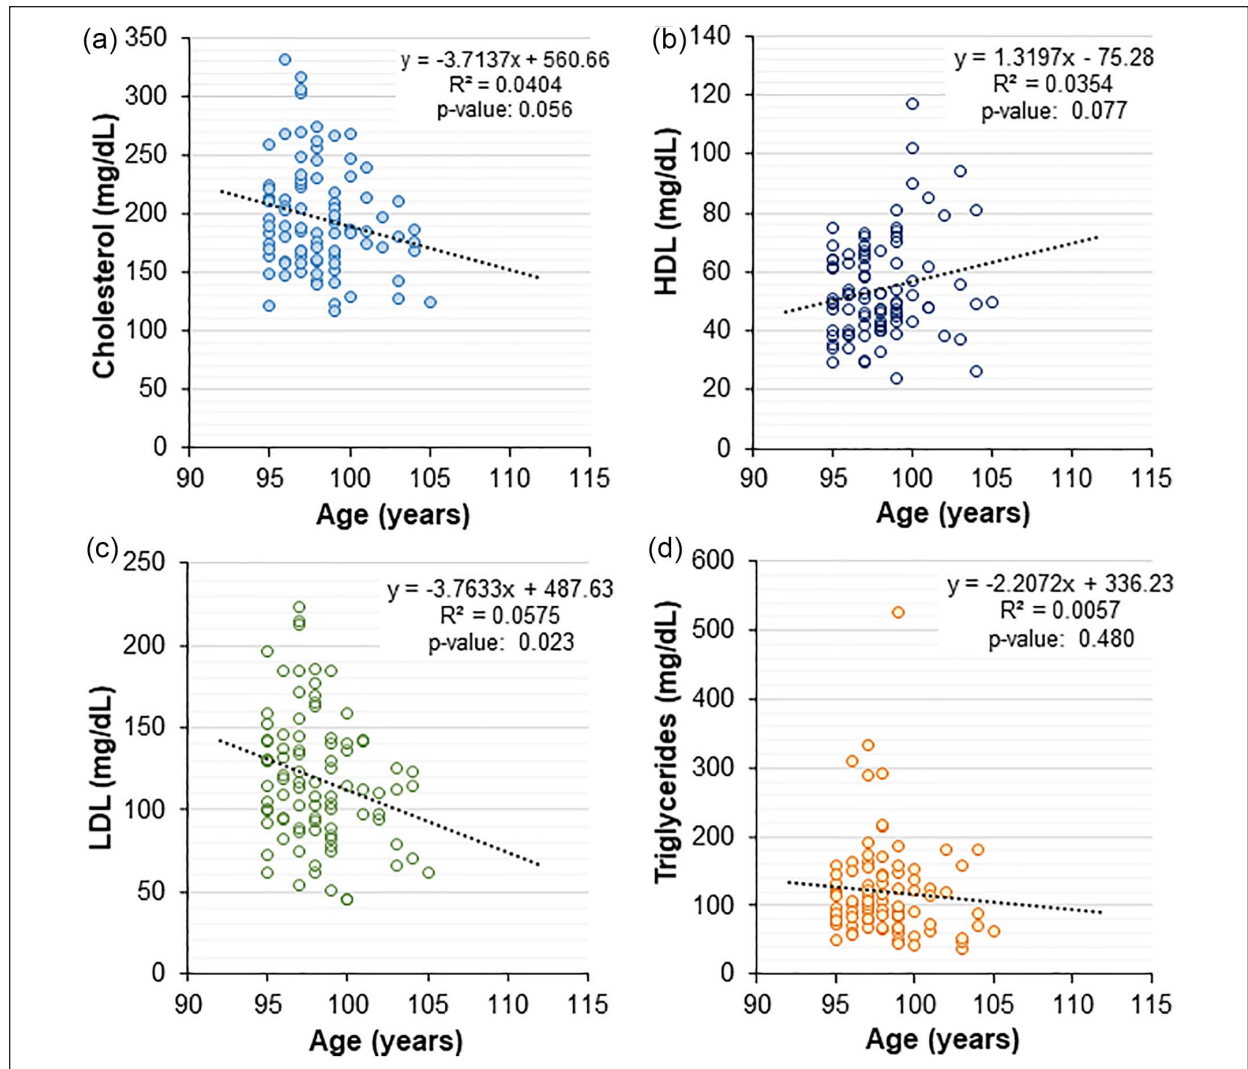 (a)
350
300
250
200
150
100
50
0
Cholesterol (mg/dL)
y = -3.7137x + 560.66
R² = 0.0404
p-value: 0.056
90 95 100 105 110 115
Age (years)
(b)
140
120
100
80
60
40
20
0
HDL (mg/dL)
y = 1.3197x - 75.28
R² = 0.0354
p-value: 0.077
90 95 100 105 110 115
Age (years)
(c)
250
200
150
100
50
0
LDL (mg/dL)
y = -3.7633x + 487.63
R² = 0.0575
p-value: 0.023
90 95 100 105 110 115
Age (years)
(d)
600
500
400
300
200
100
0
Triglycerides (mg/dL)
y = -2.2072x + 336.23
R² = 0.0057
p-value: 0.480
90 95 100 105 110 115
Age (years)